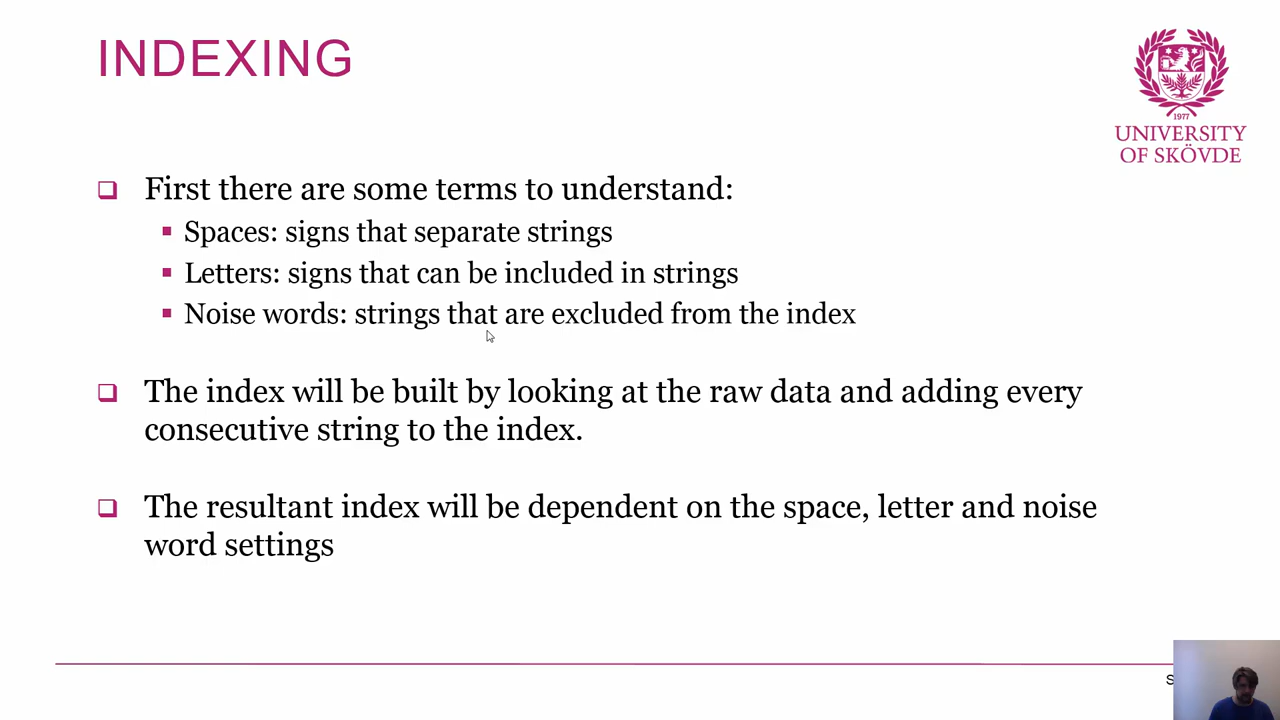 INDEXING
1977
UNIVERSITY
OF SKÖVDE
First there are some terms to understand:
Spaces: signs that separate strings
Letters: signs that can be included in strings
Noise words: strings that are excluded from the index
The index will be built by looking at the raw data and adding every
consecutive string to the index.
The resultant index will be dependent on the space, letter and noise
word settings